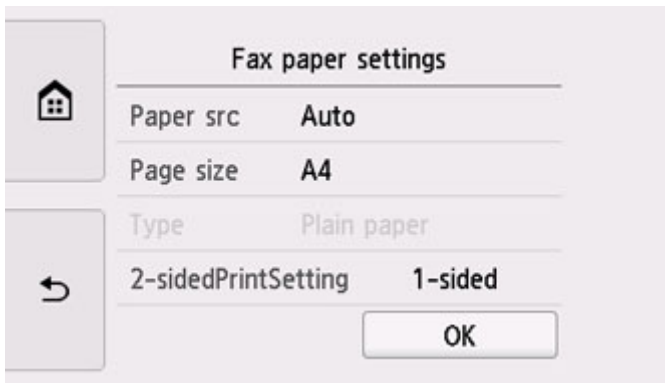 Fax paper settings
Paper src Auto
Page size A4
Type Plain paper
2-sidedPrintSetting 1-sided
OK